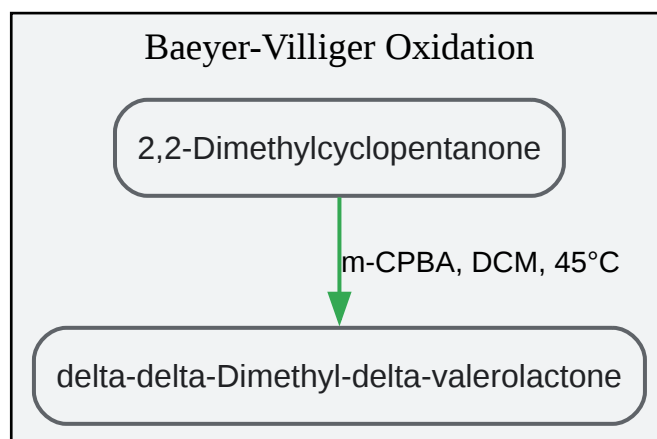 Baeyer-Villiger Oxidation
2,2-Dimethylcyclopentanone
m-CPBA, DCM, 45°C
delta-delta-Dimethyl-delta-valerolactone